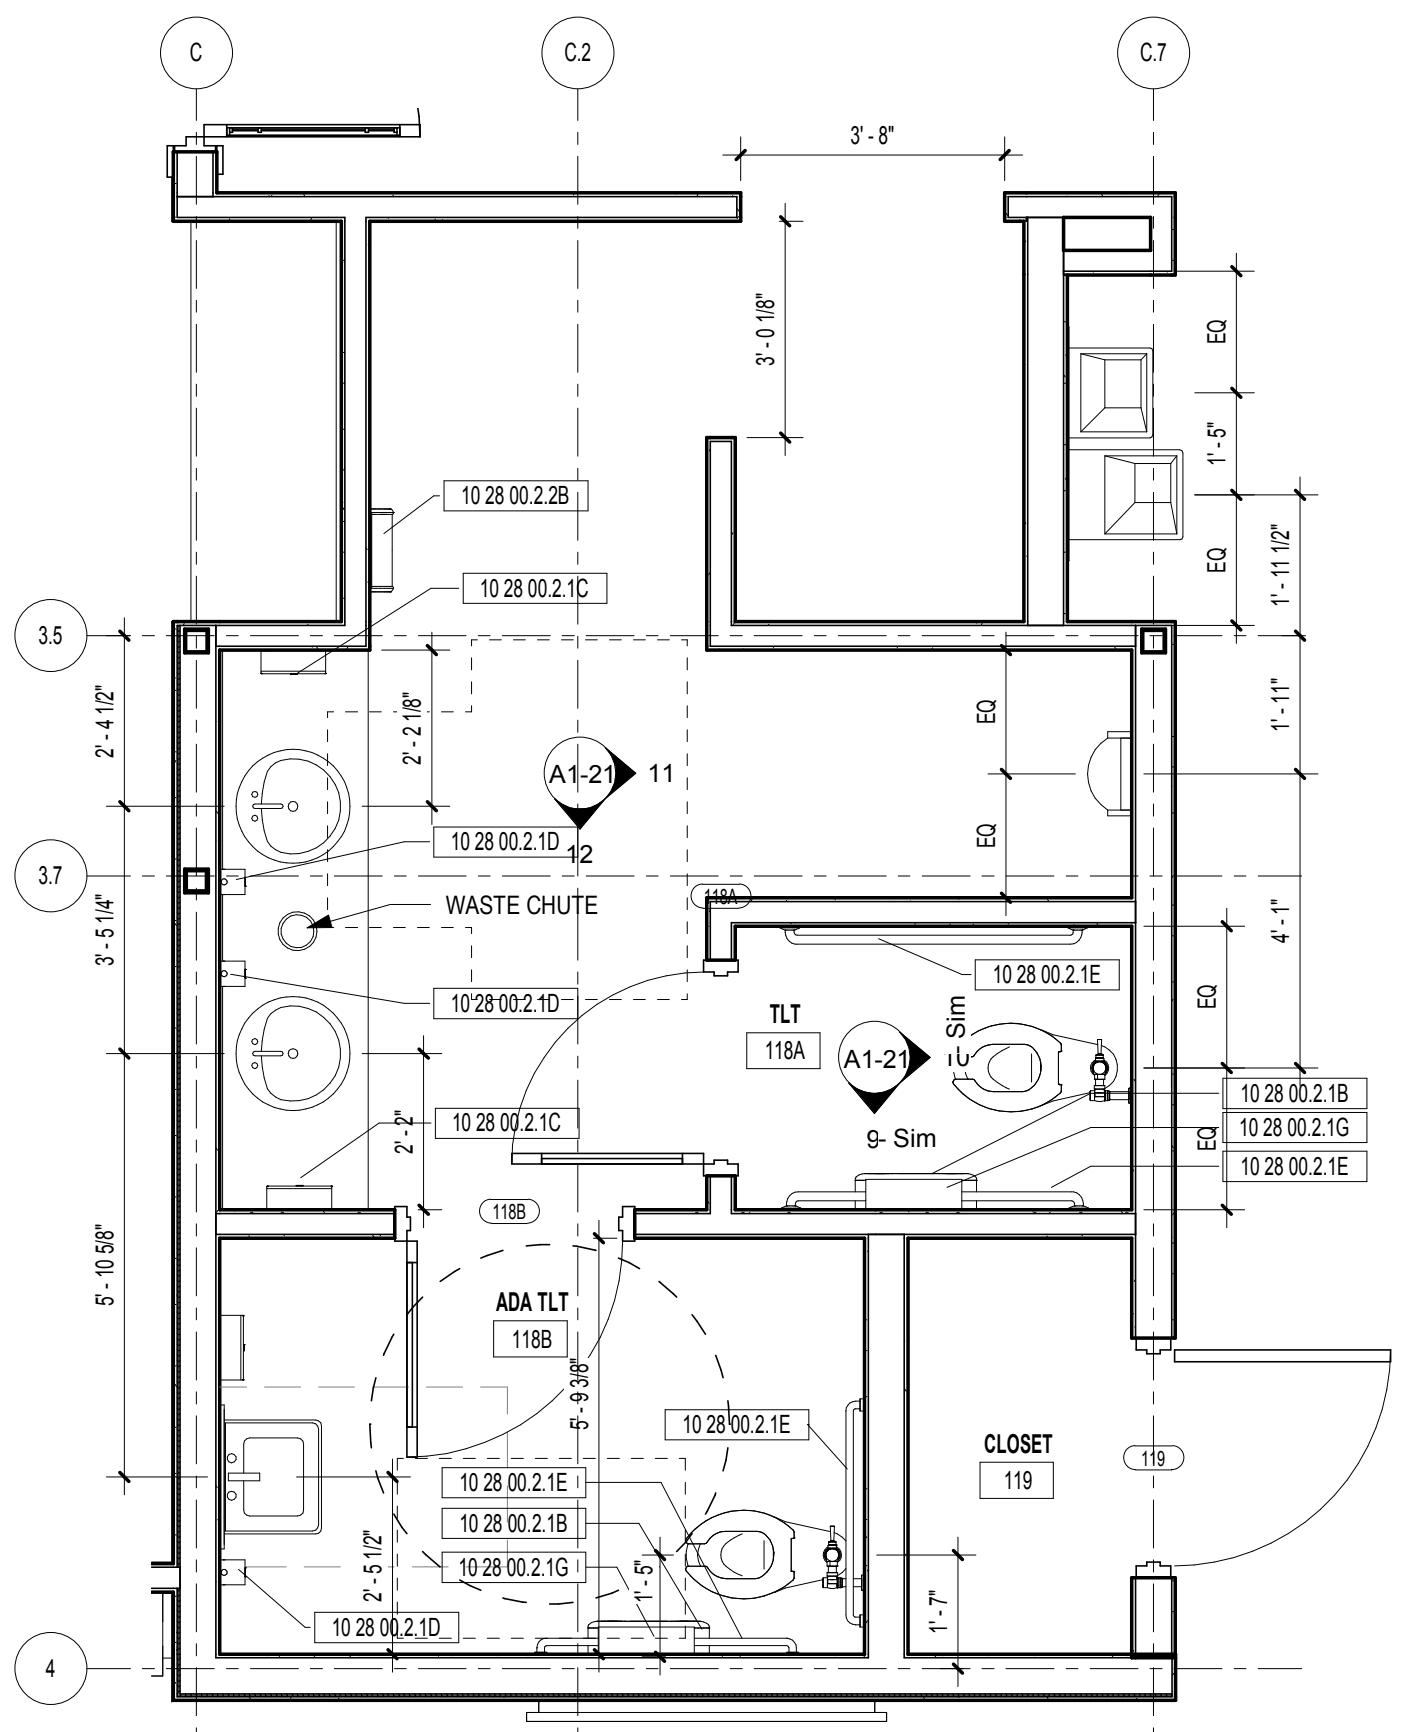 C
C.2
C.7
3' - 8"
3' - 0 1/8"
EQ
1' - 5"
EQ
1' - 11 1/2"
10 28 00.2.2B
10 28 00.2.1C
3.5
2' - 4 1/2"
2' - 2 1/8"
EQ
1' - 11"
A1-21
11
12
10 28 00.2.1D
EQ
3.7
118A
WASTE CHUTE
3' - 5 1/4"
4' - 1"
10 28 00.2.1E
10 28 00.2.1D
TLT
118A
EQ
A1-21
10- Sim
9- Sim
10 28 00.2.1B
10 28 00.2.1G
10 28 00.2.1E
EQ
10 28 00.2.1C
2' - 2"
118B
5' - 10 5/8"
ADA TLT
118B
5' - 9 3/8"
10 28 00.2.1E
CLOSET
119
119
10 28 00.2.1E
10 28 00.2.1B
10 28 00.2.1G
2' - 5 1/2"
1' - 5"
1' - 7"
10 28 00.2.1D
4